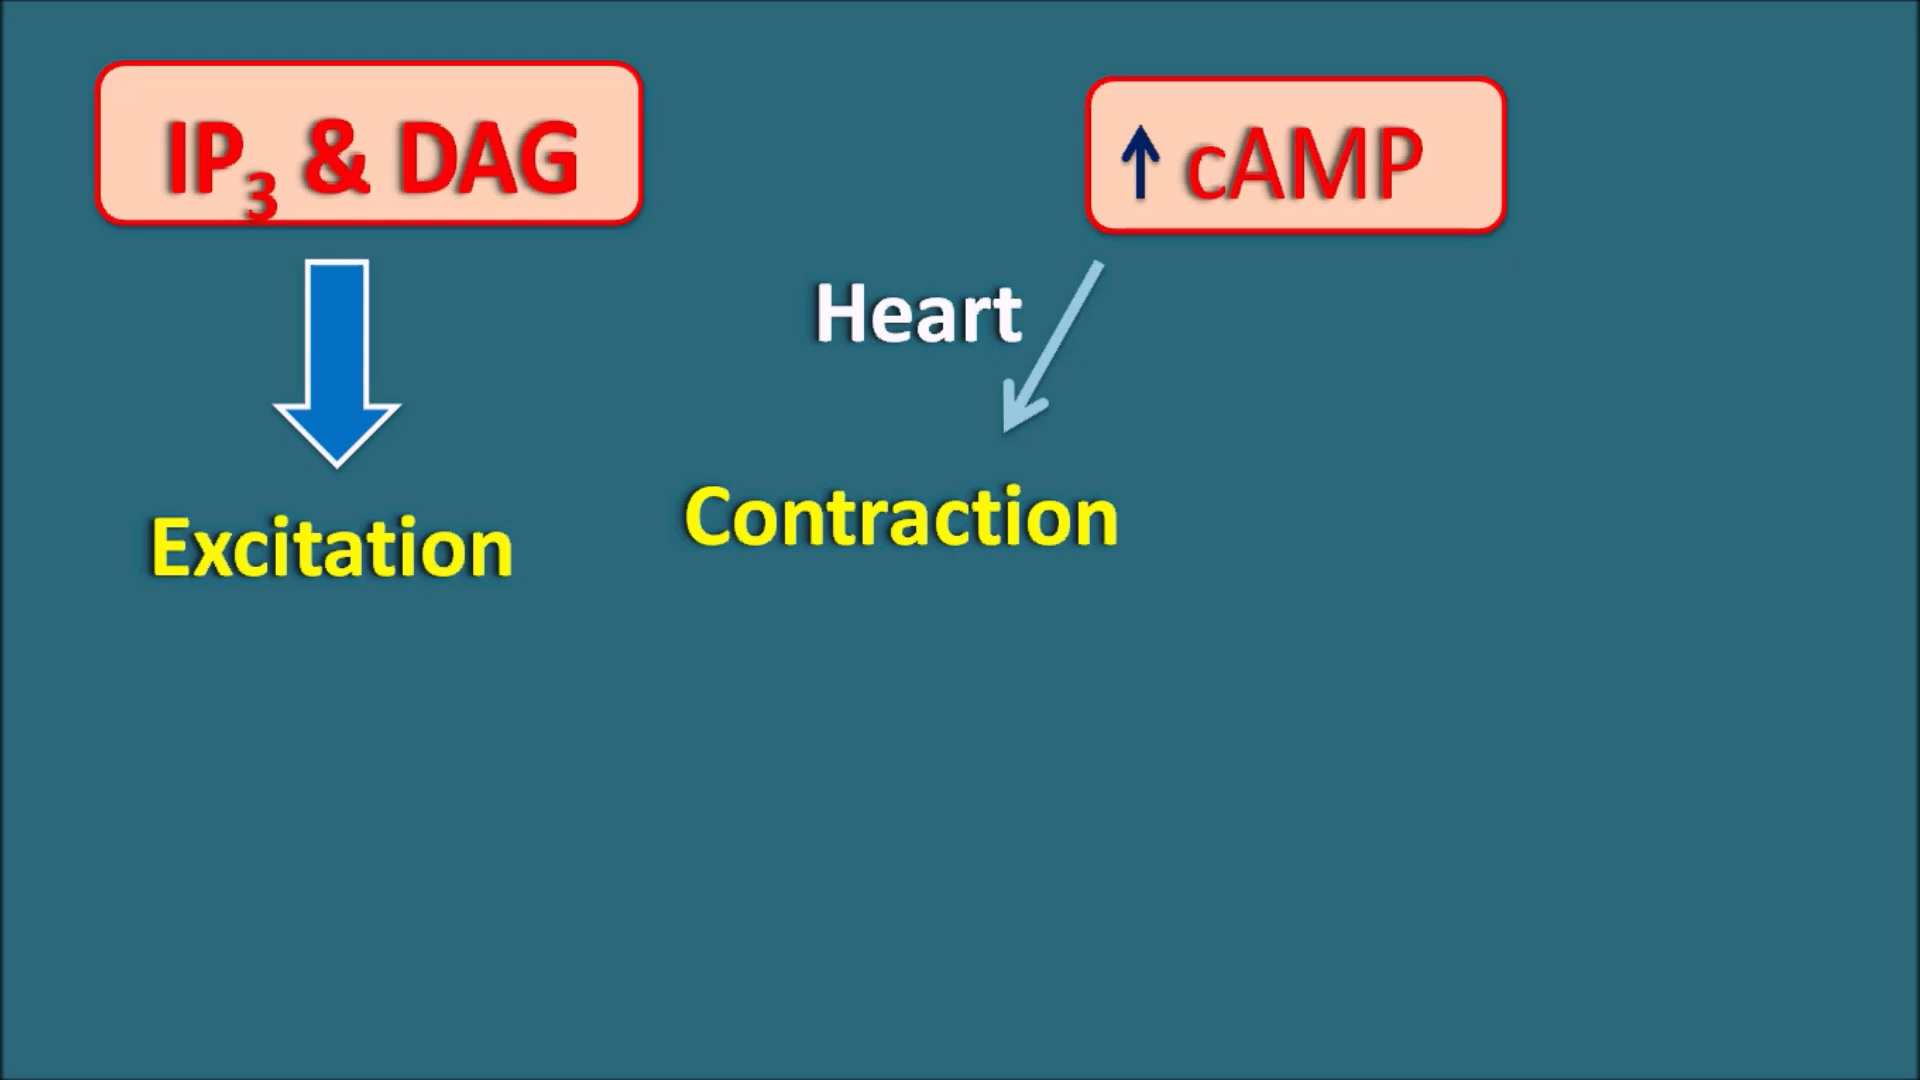 IP₃ & DAG
↑ cAMP
Heart
Excitation
Contraction